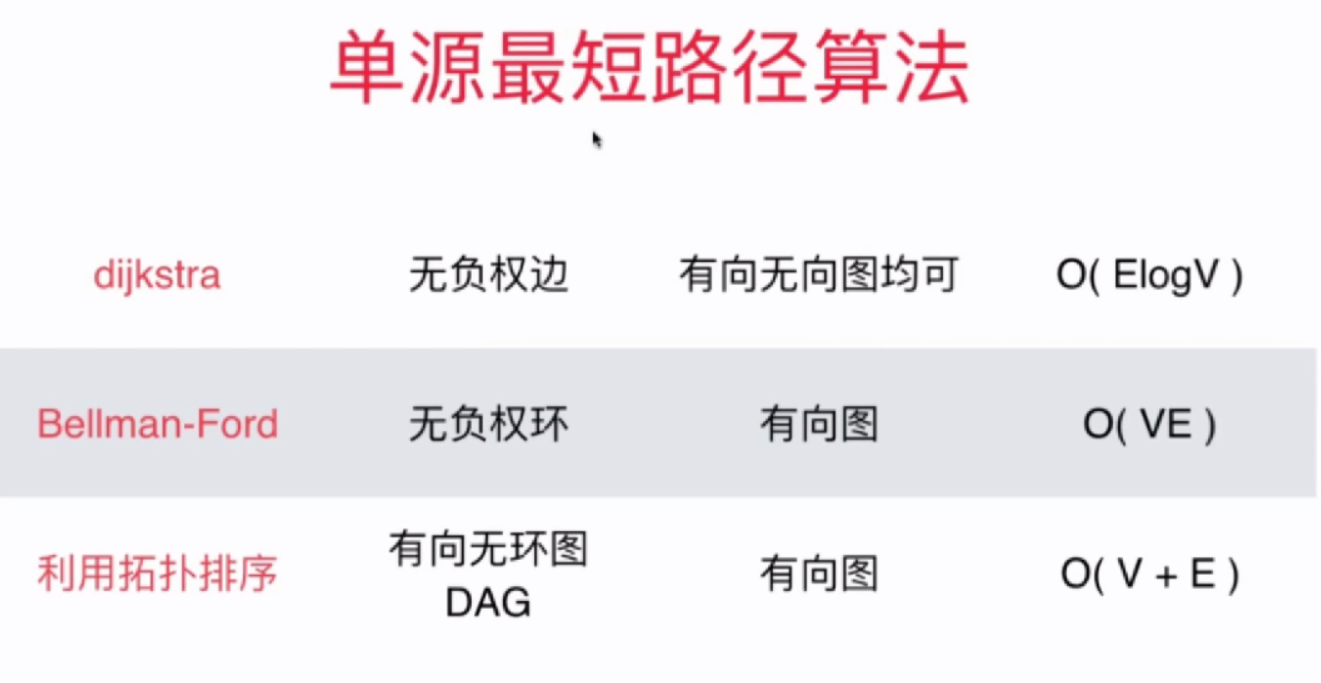 单源最短路径算法
dijkstra 无负权边 有向无向图均可 O( ElogV )
Bellman-Ford 无负权环 有向图 O( VE )
利用拓扑排序 有向无环图 有向图 O( V + E )
DAG